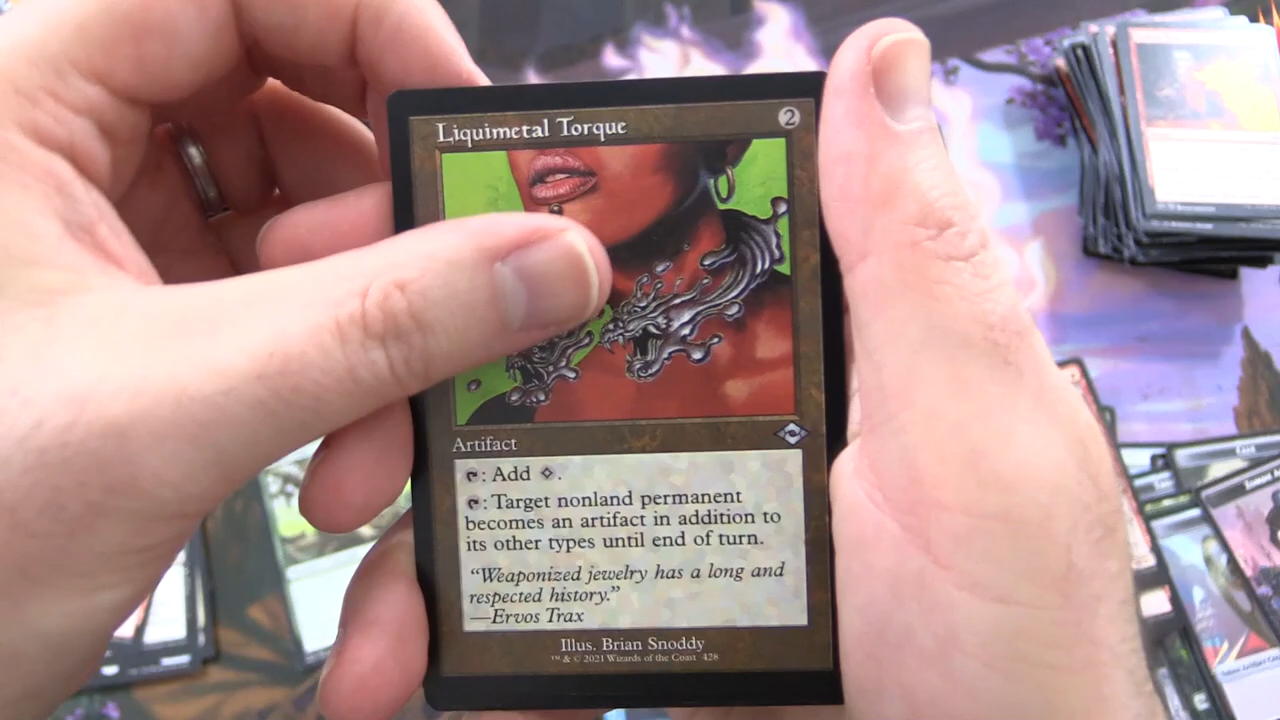 Liquimetal Torque
2
Artifact
: Add .
: Target nonland permanent
becomes an artifact in addition to
its other types until end of turn.
“Weaponized jewelry has a long and
respected history.”
—Ervos Trax
Illus. Brian Snoddy
™ & © 2021 Wizards of the Coast 428